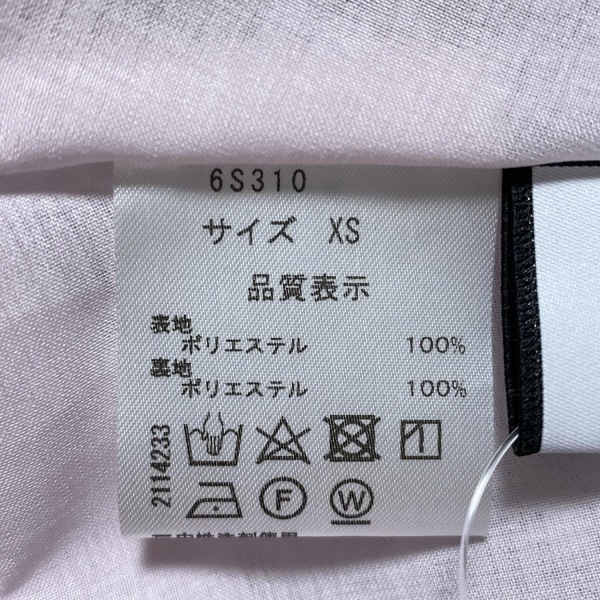 6S310
サイズ XS
品質表示
表地
ポリエステル 100%
裏地
ポリエステル 100%
2114233
F
W